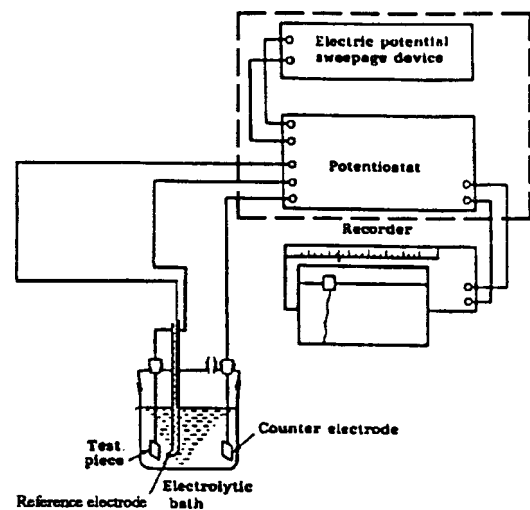 Electric potential
sweepage device
Potentiostat
Recorder
Counter electrode
Test
piece
Electrolytic
bath
Reference electrode